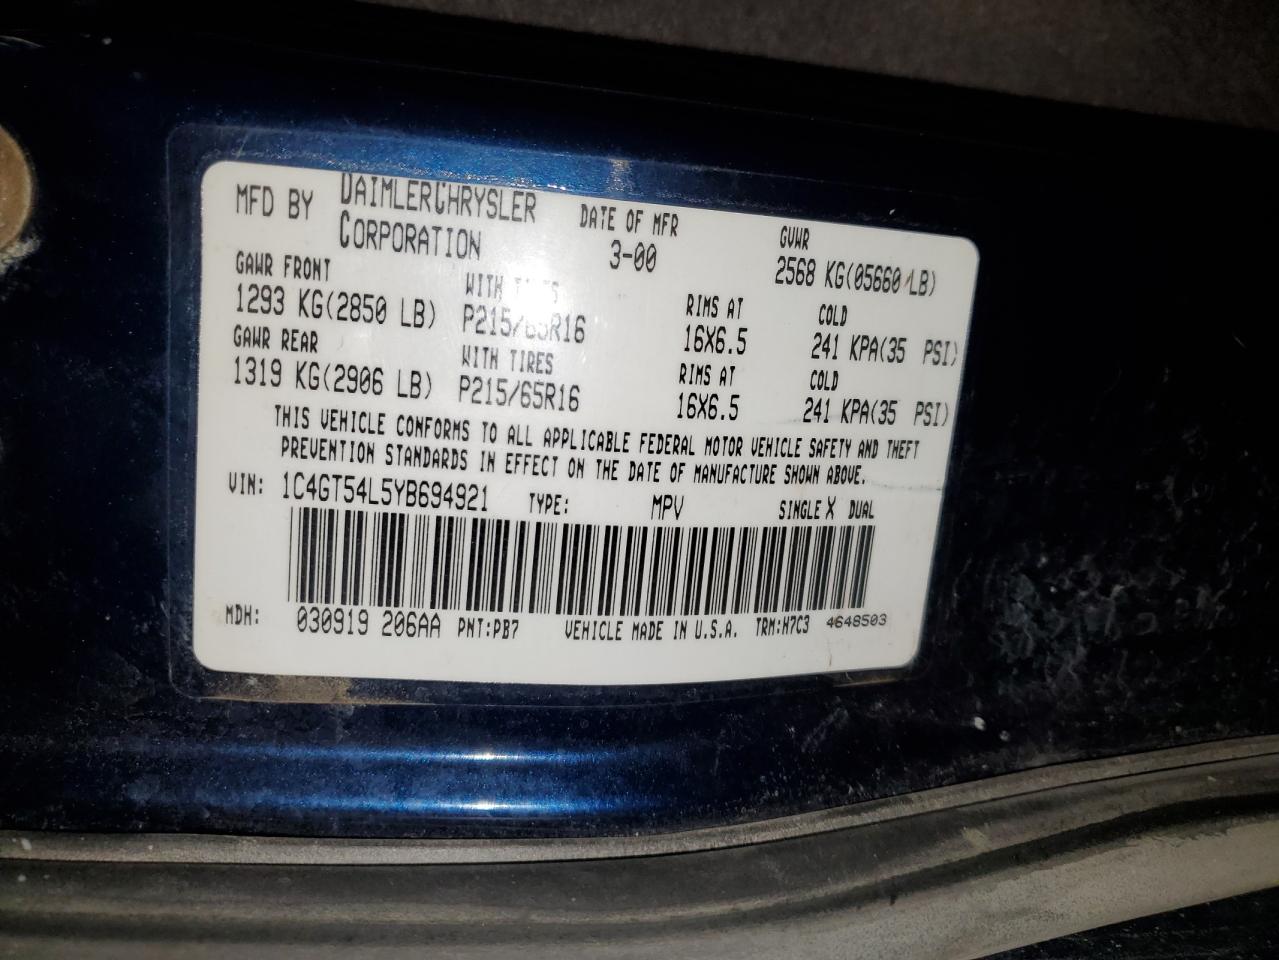 MFD BY DAIMLERCHRYSLER CORPORATION DATE OF MFR 3-00 GVWR 2568 KG(05660 LB)
GAWR FRONT WITH TIRES RIMS AT COLD
1293 KG(2850 LB) P215/65R16 16X6.5 241 KPA(35 PSI)
GAWR REAR WITH TIRES RIMS AT COLD
1319 KG(2906 LB) P215/65R16 16X6.5 241 KPA(35 PSI)
THIS VEHICLE CONFORMS TO ALL APPLICABLE FEDERAL MOTOR VEHICLE SAFETY AND THEFT
PREVENTION STANDARDS IN EFFECT ON THE DATE OF MANUFACTURE SHOWN ABOVE.
VIN: 1C4GT54L5YB694921 TYPE: MPV SINGLE X DUAL
MDH: 030919 206AA PNT:PB7 VEHICLE MADE IN U.S.A. TRM:H7C3 4648503